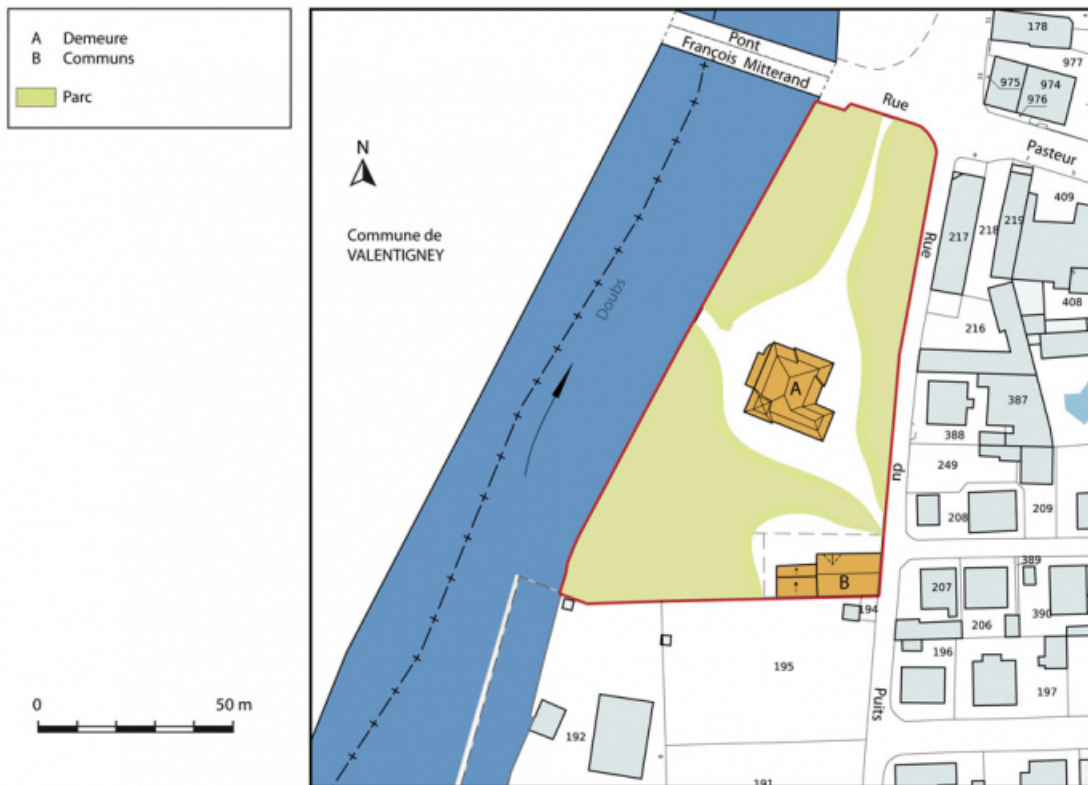 A Demeure
B Communs
Parc
N
Commune de
VALENTIGNEY
0 50 m
Pont
François Mitterand
Rue
Pasteur
Rue
du
Puits
Doubs
A
B
178
977
975
974
976
409
219
218
217
408
216
387
388
249
208
209
389
207
206
390
196
197
194
195
192
191